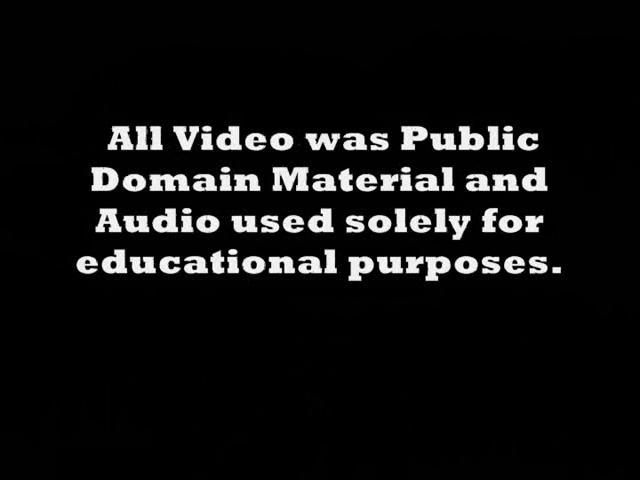 All Video was Public
Domain Material and
Audio used solely for
educational purposes.